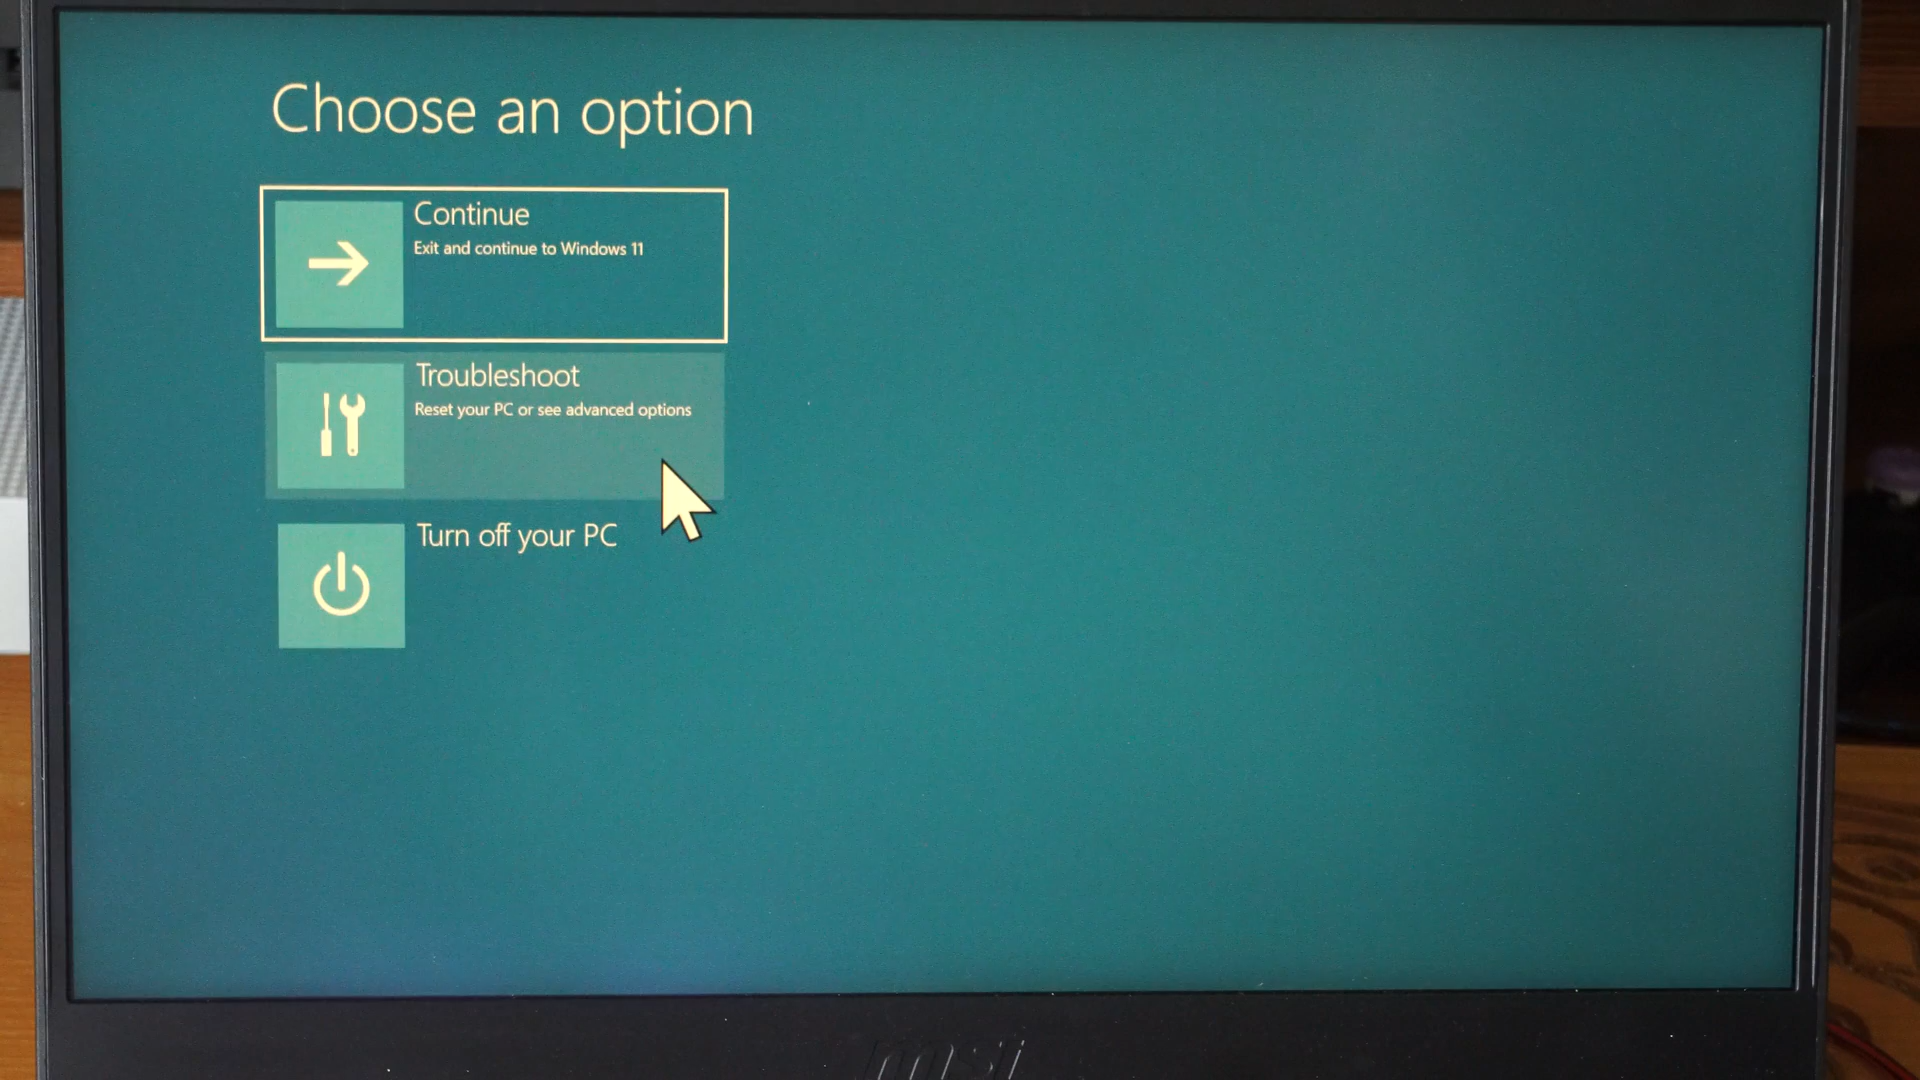 Choose an option
Continue
Exit and continue to Windows 11
Troubleshoot
Reset your PC or see advanced options
Turn off your PC
msi